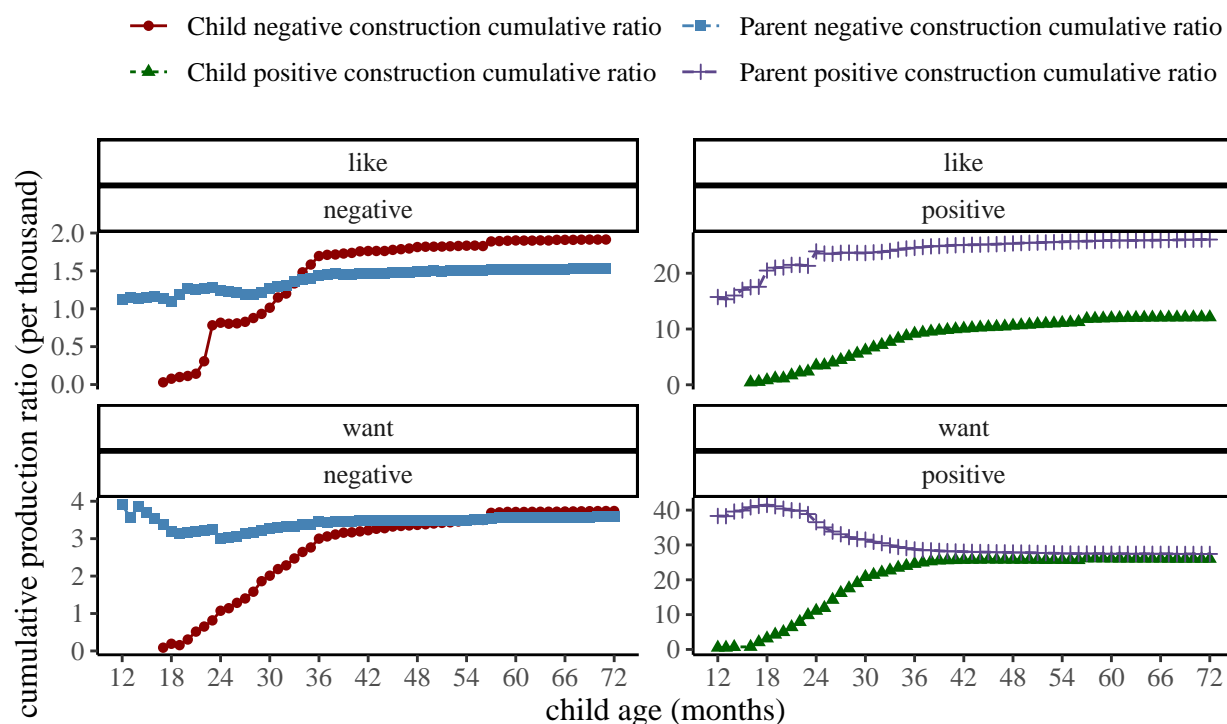 Child negative construction cumulative ratio
Parent negative construction cumulative ratio
Child positive construction cumulative ratio
Parent positive construction cumulative ratio
cumulative production ratio (per thousand)
like
negative
2.0
1.5
1.0
0.5
0.0
like
positive
20
10
0
want
negative
4
3
2
1
0
12 18 24 30 36 42 48 54 60 66 72
want
positive
40
30
20
10
0
12 18 24 30 36 42 48 54 60 66 72
child age (months)